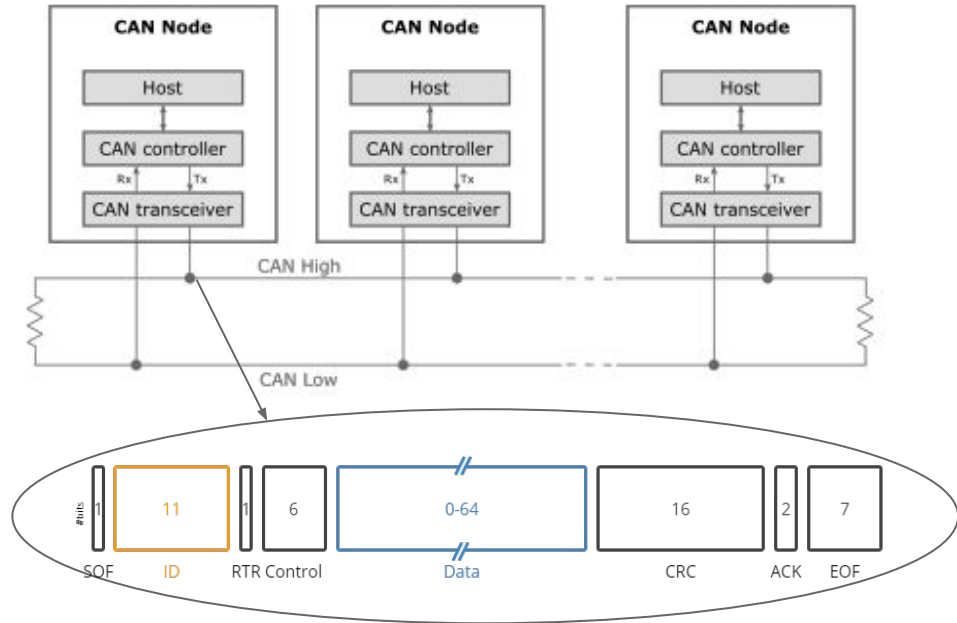 CAN Node CAN Node CAN Node
Host Host Host
CAN controller CAN controller CAN controller
Rx Tx Rx Tx Rx Tx
CAN transceiver CAN transceiver CAN transceiver
CAN High
CAN Low
#bits 1 11 1 6 0-64 16 2 7
SOF ID RTR Control Data CRC ACK EOF